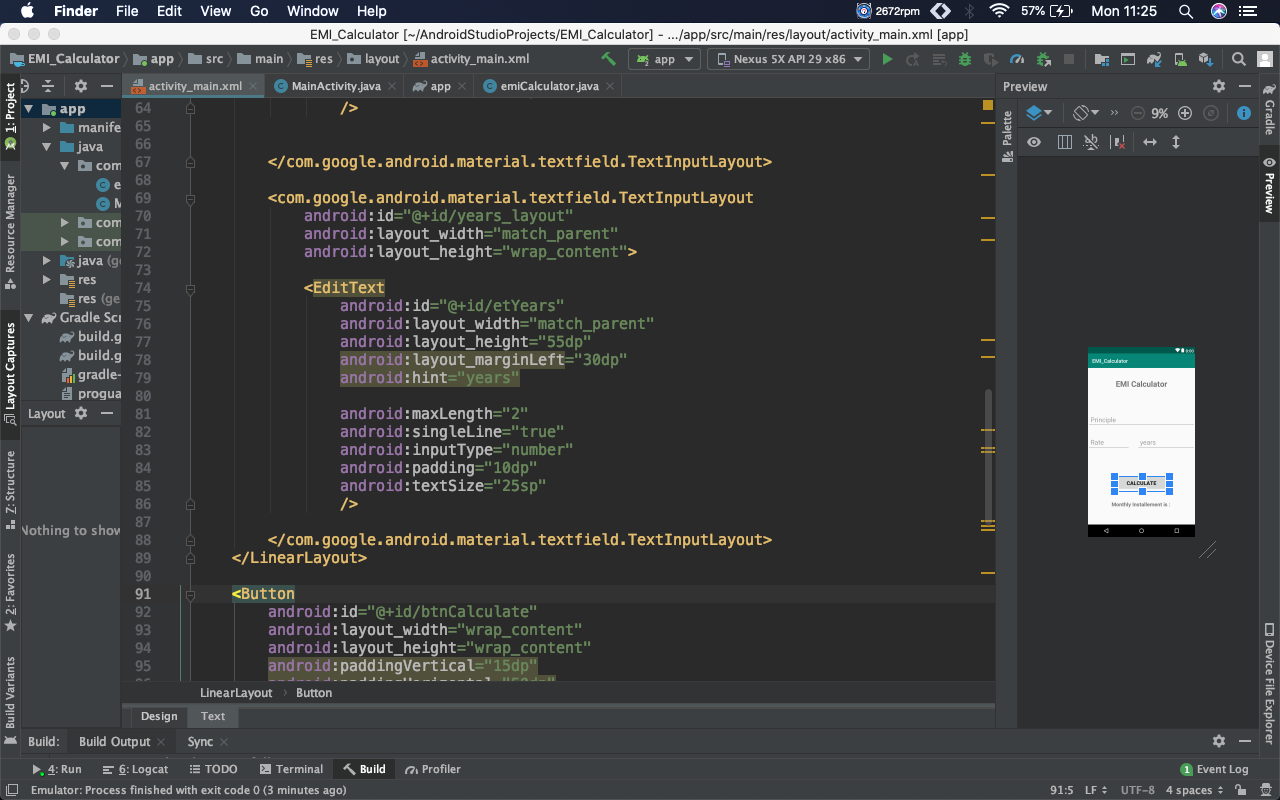 Finder File Edit View Go Window Help 2672rpm 57% Mon 11:25
EMI_Calculator [~/AndroidStudioProjects/EMI_Calculator] - .../app/src/main/res/layout/activity_main.xml [app]
EMI_Calculator app src main res layout activity_main.xml app Nexus 5X API 29 x86
1: Project
Resource Manager
Layout Captures
Z: Structure
2: Favorites
Build Variants
app
manife
java
com
e
M
com
com
java (ge
res
res (ge
Gradle Scr
build.g
build.g
gradle-
progua
Layout
Nothing to show
activity_main.xml MainActivity.java app emiCalculator.java
64 />
65
66
67 </com.google.android.material.textfield.TextInputLayout>
68
69 <com.google.android.material.textfield.TextInputLayout
70 android:id="@+id/years_layout"
71 android:layout_width="match_parent"
72 android:layout_height="wrap_content">
73
74 <EditText
75 android:id="@+id/etYears"
76 android:layout_width="match_parent"
77 android:layout_height="55dp"
78 android:layout_marginLeft="30dp"
79 android:hint="years"
80
81 android:maxLength="2"
82 android:singleLine="true"
83 android:inputType="number"
84 android:padding="10dp"
85 android:textSize="25sp"
86 />
87
88 </com.google.android.material.textfield.TextInputLayout>
89 </LinearLayout>
90
91 <Button
92 android:id="@+id/btnCalculate"
93 android:layout_width="wrap_content"
94 android:layout_height="wrap_content"
95 android:paddingVertical="15dp"
LinearLayout Button
Design Text
Preview
Palette
9%
EMI_Calculator
EMI Calculator
Principle
Rate years
CALCULATE
Monthly Installement is :
Gradle
Preview
Device File Explorer
Build: Build Output Sync
4: Run 6: Logcat TODO Terminal Build Profiler 1 Event Log
Emulator: Process finished with exit code 0 (3 minutes ago) 91:5 LF UTF-8 4 spaces